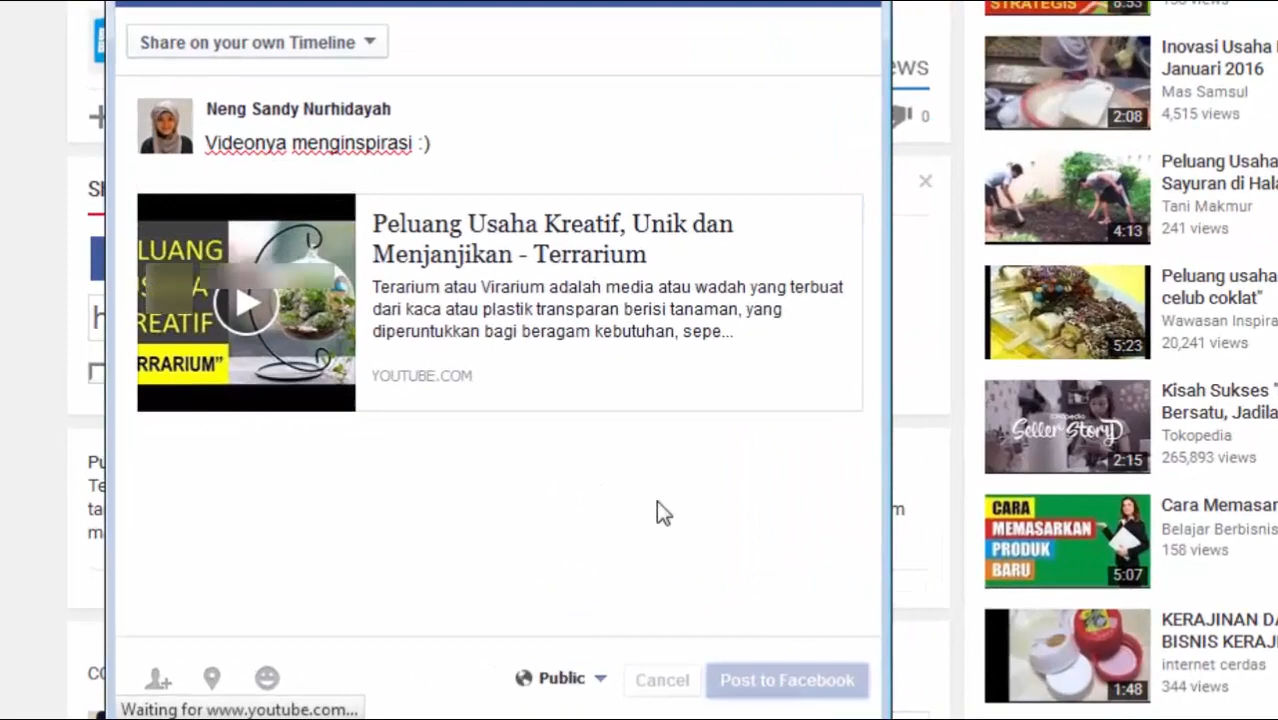 Share on your own Timeline
Neng Sandy Nurhidayah
Videonya menginspirasi :)
LUANG
REATIF
RRARIUM"
Peluang Usaha Kreatif, Unik dan
Menjanjikan - Terrarium
Terarium atau Virarium adalah media atau wadah yang terbuat
dari kaca atau plastik transparan berisi tanaman, yang
diperuntukkan bagi beragam kebutuhan, sepe...
YOUTUBE.COM
Public
Cancel
Post to Facebook
Waiting for www.youtube.com...
0
STRATEGIS
8:53
Inovasi Usaha
Januari 2016
Mas Samsul
4,515 views
2:08
Peluang Usaha
Sayuran di Hala
Tani Makmur
241 views
4:13
Peluang usaha
celub coklat"
Wawasan Inspira
20,241 views
5:23
Kisah Sukses "
Bersatu, Jadila
Tokopedia
265,893 views
tokopedia
Seller Story
2:15
Cara Memasar
Belajar Berbisnis
158 views
CARA
MEMASARKAN
PRODUK
BARU
5:07
KERAJINAN DA
BISNIS KERAJ
internet cerdas
344 views
1:48